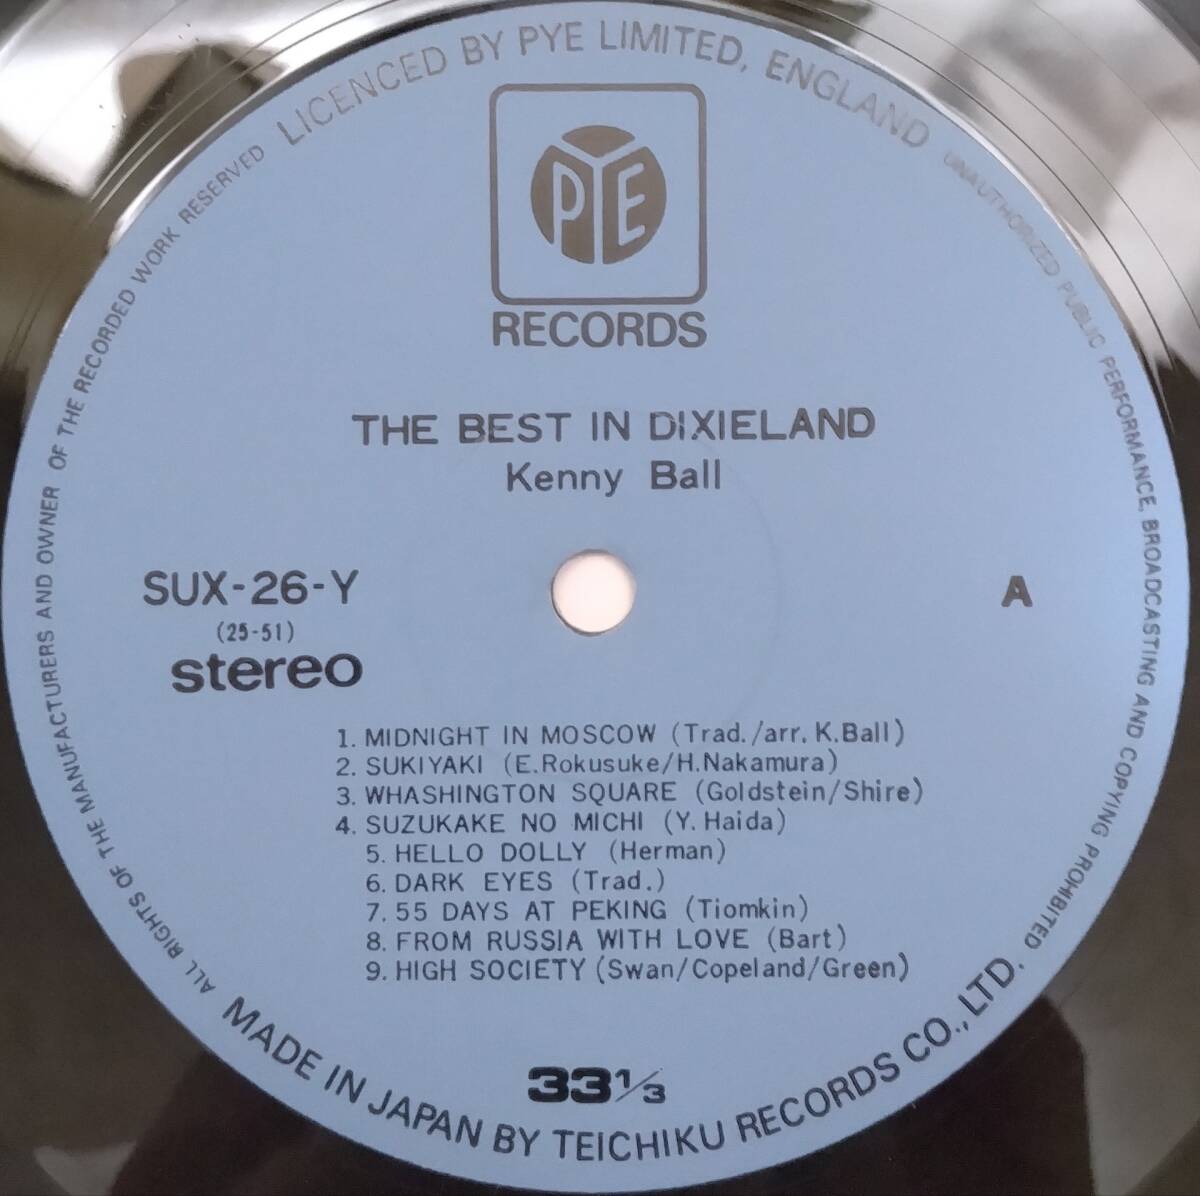 LICENCED BY PYE LIMITED, ENGLAND
UNAUTHORIZED PUBLIC PERFORMANCE, BROADCASTING AND COPYING PROHIBITED
PYE
RECORDS
THE BEST IN DIXIELAND
Kenny Ball
SUX-26-Y
(25-51)
stereo
A
1. MIDNIGHT IN MOSCOW (Trad./arr. K.Ball)
2. SUKIYAKI (E.Rokusuke/H.Nakamura)
3. WHASHINGTON SQUARE (Goldstein/Shire)
4. SUZUKAKE NO MICHI (Y. Haida)
5. HELLO DOLLY (Herman)
6. DARK EYES (Trad.)
7. 55 DAYS AT PEKING (Tiomkin)
8. FROM RUSSIA WITH LOVE (Bart)
9. HIGH SOCIETY (Swan/Copeland/Green)
33 1/3
MADE IN JAPAN BY TEICHIKU RECORDS CO., LTD.
ALL RIGHTS OF THE MANUFACTURERS AND OWNER OF THE RECORDED WORK RESERVED